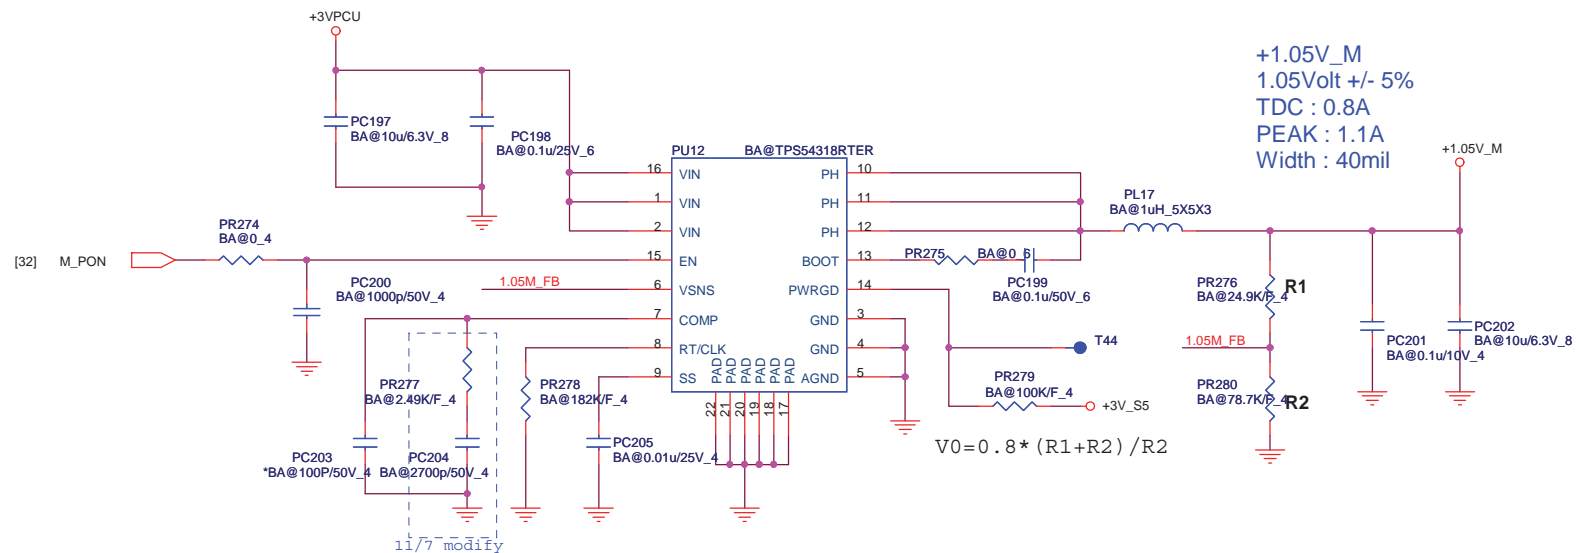 +3VPCU
+1.05V_M
1.05Volt +/- 5%
TDC : 0.8A
PEAK : 1.1A
Width : 40mil
PC197
BA@10u/6.3V_8
PC198
BA@0.1u/25V_6
PU12
BA@TPS54318RTER
+1.05V_M
16 VIN
PH 10
1 VIN
PH 11
2 VIN
PH 12
15 EN
BOOT 13
6 VSNS
PWRGD 14
7 COMP
GND 3
8 RT/CLK
GND 4
9 SS
AGND 5
PAD PAD PAD PAD PAD PAD
22 21 20 19 18 17
PL17
BA@1uH_5X5X3
PR274
BA@0_4
[32] M_PON
PR275
BA@0_6
PC199
BA@0.1u/50V_6
PC200
BA@1000p/50V_4
1.05M_FB
PR276
BA@24.9K/F_4
R1
T44
1.05M_FB
PC201
BA@0.1u/10V_4
PC202
BA@10u/6.3V_8
PR277
BA@2.49K/F_4
PR278
BA@182K/F_4
PR279
BA@100K/F_4
+3V_S5
PR280
BA@78.7K/F_4
R2
PC203
*BA@100P/50V_4
PC204
BA@2700p/50V_4
PC205
BA@0.01u/25V_4
V0=0.8*(R1+R2)/R2
11/7 modify